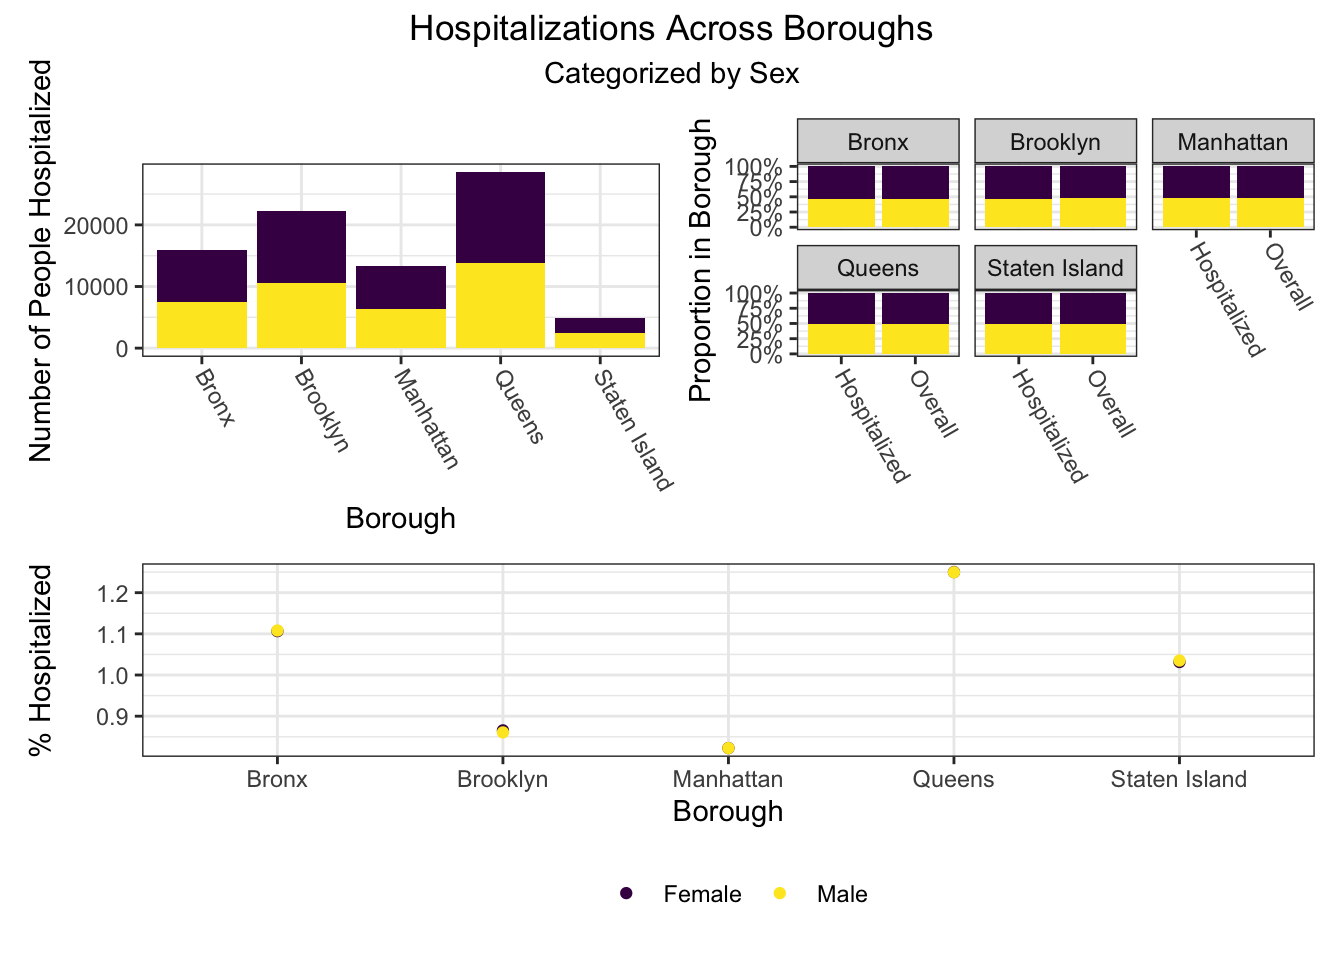 Hospitalizations Across Boroughs
Categorized by Sex
Number of People Hospitalized
20000
10000
0
Bronx
Brooklyn
Manhattan
Queens
Staten Island
Borough
Proportion in Borough
Bronx
Brooklyn
Manhattan
100%
75%
50%
25%
0%
Hospitalized
Overall
Queens
Staten Island
100%
75%
50%
25%
0%
Hospitalized
Overall
Hospitalized
Overall
% Hospitalized
1.2
1.1
1.0
0.9
Bronx
Brooklyn
Manhattan
Queens
Staten Island
Borough
Female
Male